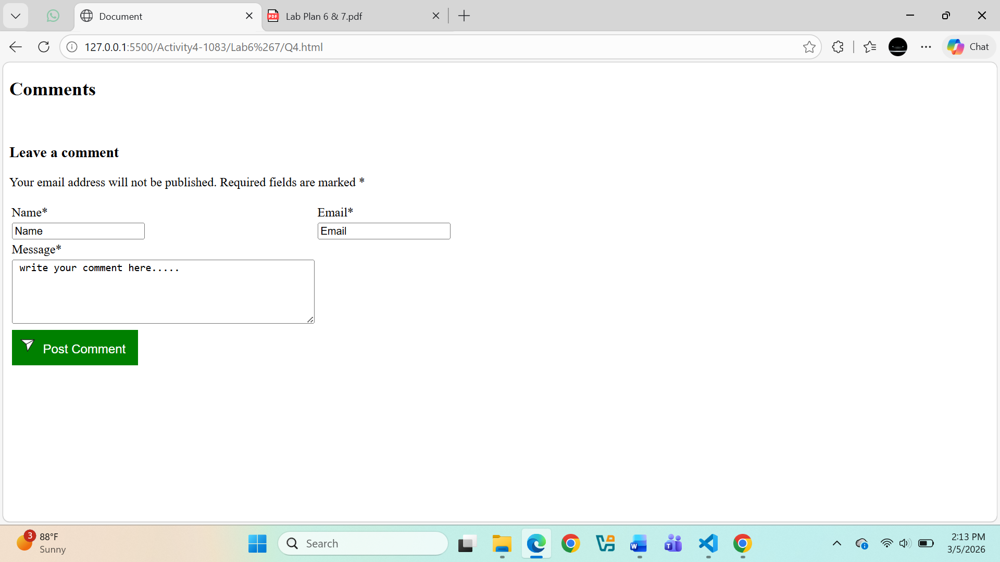 Document
Lab Plan 6 & 7.pdf
127.0.0.1:5500/Activity4-1083/Lab6%267/Q4.html
Chat
Comments
Leave a comment
Your email address will not be published. Required fields are marked *
Name*
Email*
Name
Email
Message*
write your comment here.....
Post Comment
3
88°F
Sunny
Search
2:13 PM
3/5/2026